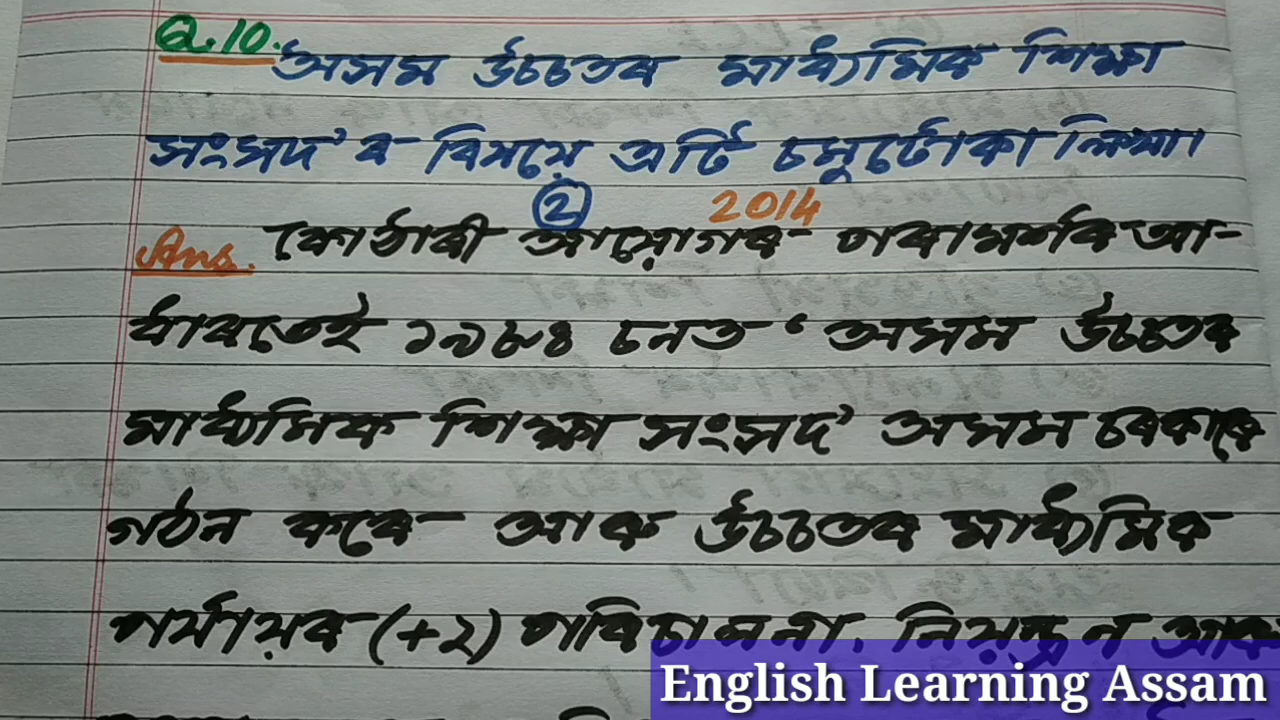 Q.10. অসম উচ্চতৰ মাধ্যমিক শিক্ষা
সংসদ'ৰ বিষয়ে এটি চমুটোকা লিখা।
② 2014
Ans. কোঠাৰী আয়োগৰ পৰামৰ্শৰ আ-
ধাৰতেই ১৯৮৪ চনত ‘অসম উচ্চতৰ
মাধ্যমিক শিক্ষা সংসদ’ অসম চৰকাৰে
গঠন কৰে আৰু উচ্চতৰ মাধ্যমিক
পৰ্যায়ৰ (+২) পৰিচালনা, নিয়ন্ত্ৰণ আৰু
English Learning Assam